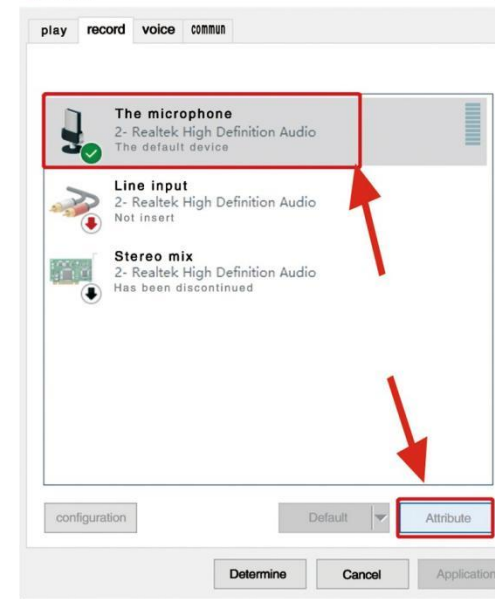 play record voice commun
The microphone
2- Realtek High Definition Audio
The default device
Line input
2- Realtek High Definition Audio
Not insert
Stereo mix
2- Realtek High Definition Audio
Has been discontinued
configuration Default Attribute
Determine Cancel Application